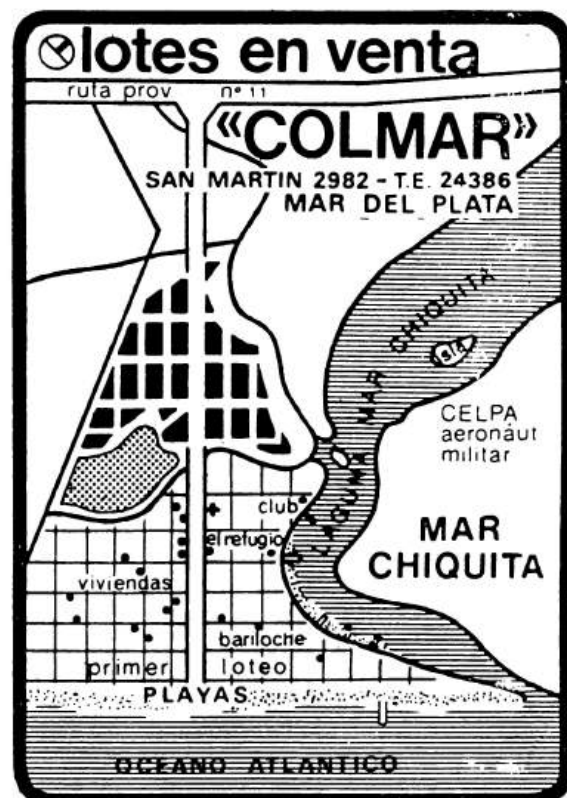 lotes en venta
ruta prov nº 11
«COLMAR»
SAN MARTIN 2982 - T.E. 24386
MAR DEL PLATA
LAGUNA MAR CHIQUITA
isla
CELPA
aeronáut
militar
MAR
CHIQUITA
club
el refugio
viviendas
bariloche
primer loteo
PLAYAS
OCEANO ATLANTICO